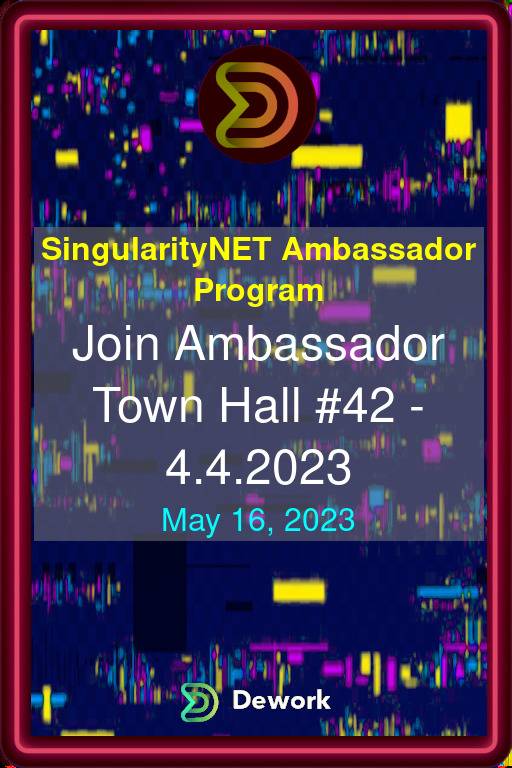 SingularityNET Ambassador
Program
Join Ambassador
Town Hall #42 -
4.4.2023
May 16, 2023
Dework